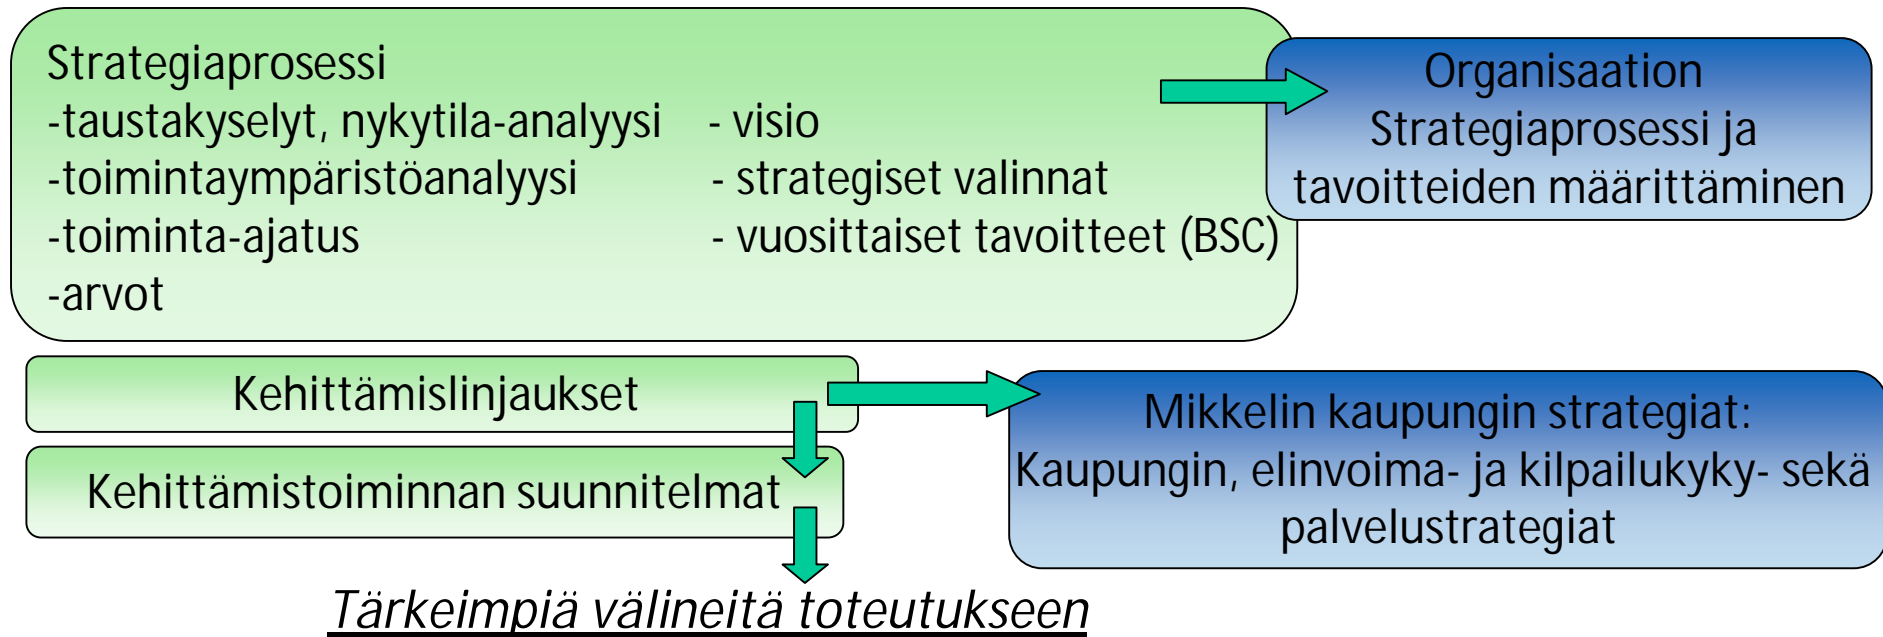 Strategiaprosessi
-taustakyselyt, nykytila-analyysi - visio
-toimintaympäristöanalyysi - strategiset valinnat
-toiminta-ajatus - vuosittaiset tavoitteet (BSC)
-arvot
Organisaation
Strategiaprosessi ja
tavoitteiden määrittäminen
Kehittämislinjaukset
Mikkelin kaupungin strategiat:
Kaupungin, elinvoima- ja kilpailukyky- sekä
palvelustrategiat
Kehittämistoiminnan suunnitelmat
Tärkeimpiä välineitä toteutukseen